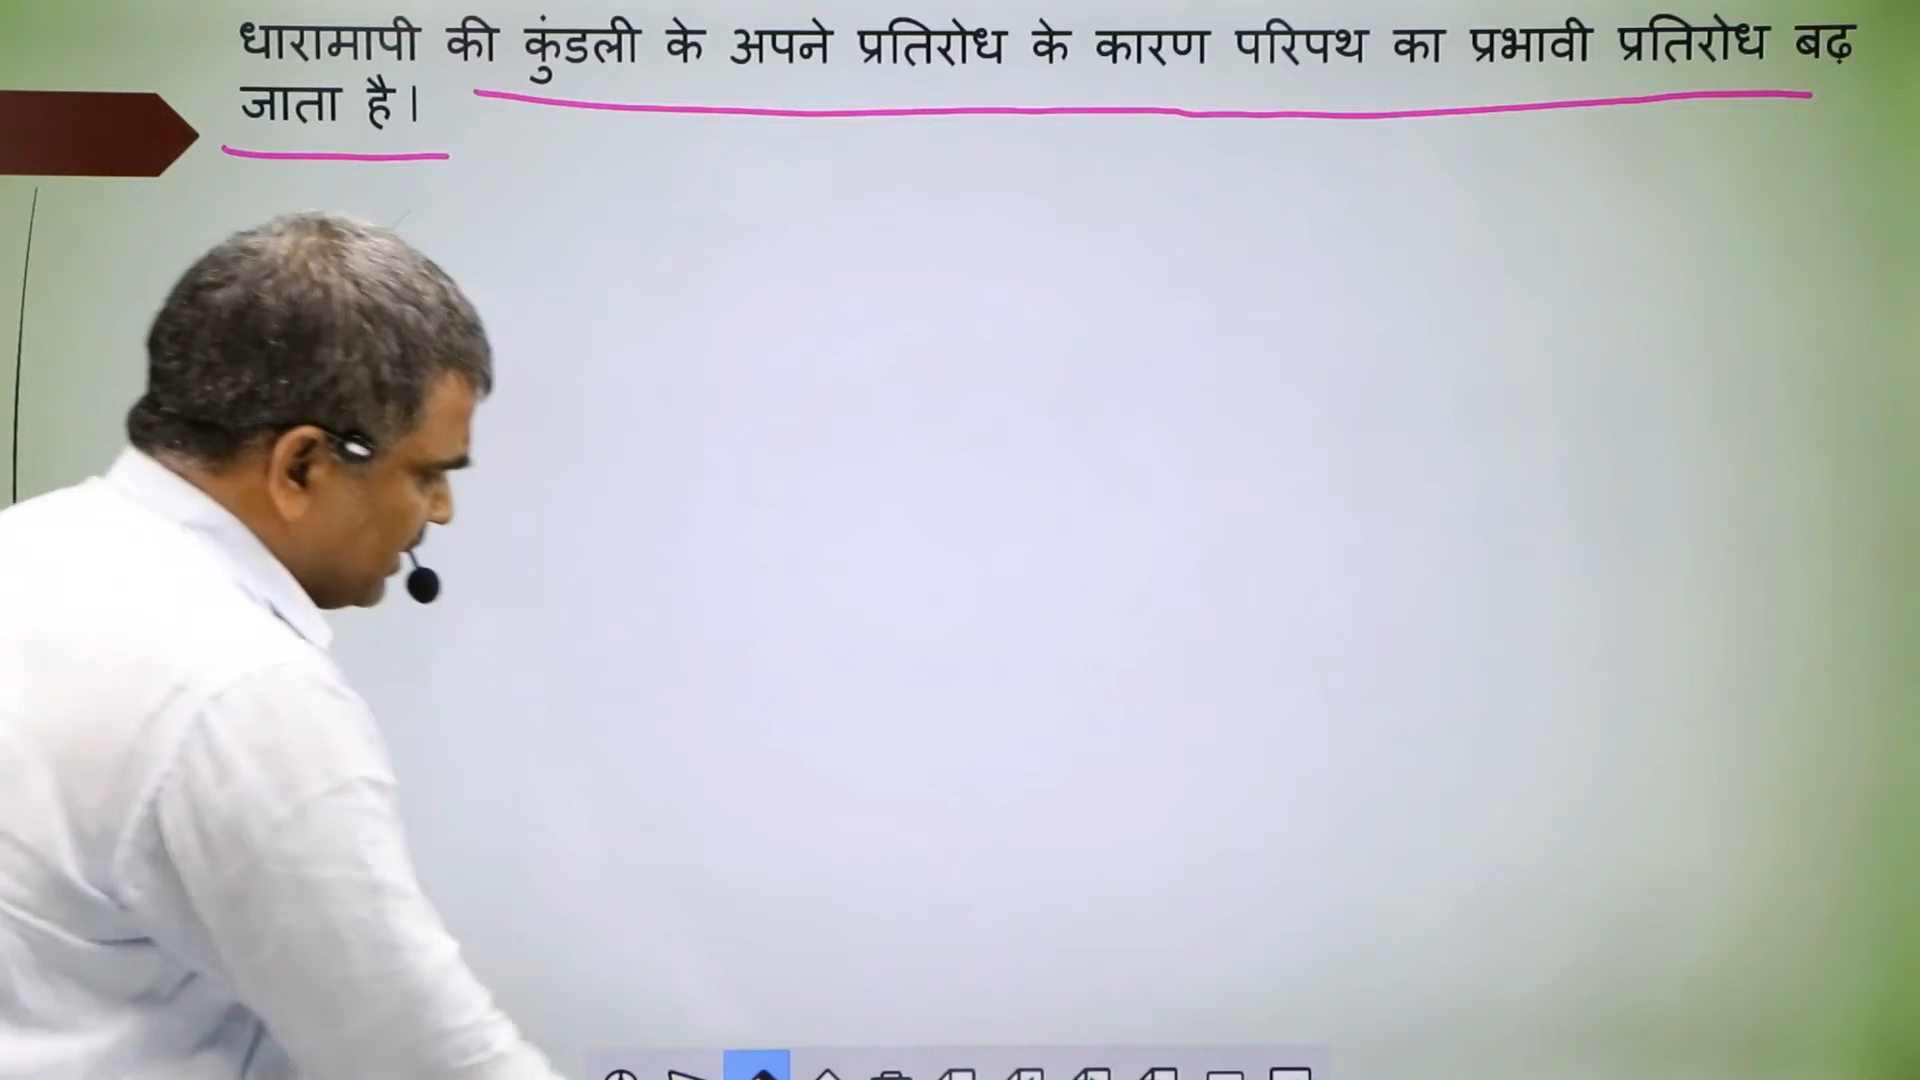 धारामापी की कुंडली के अपने प्रतिरोध के कारण परिपथ का प्रभावी प्रतिरोध बढ़
जाता है।